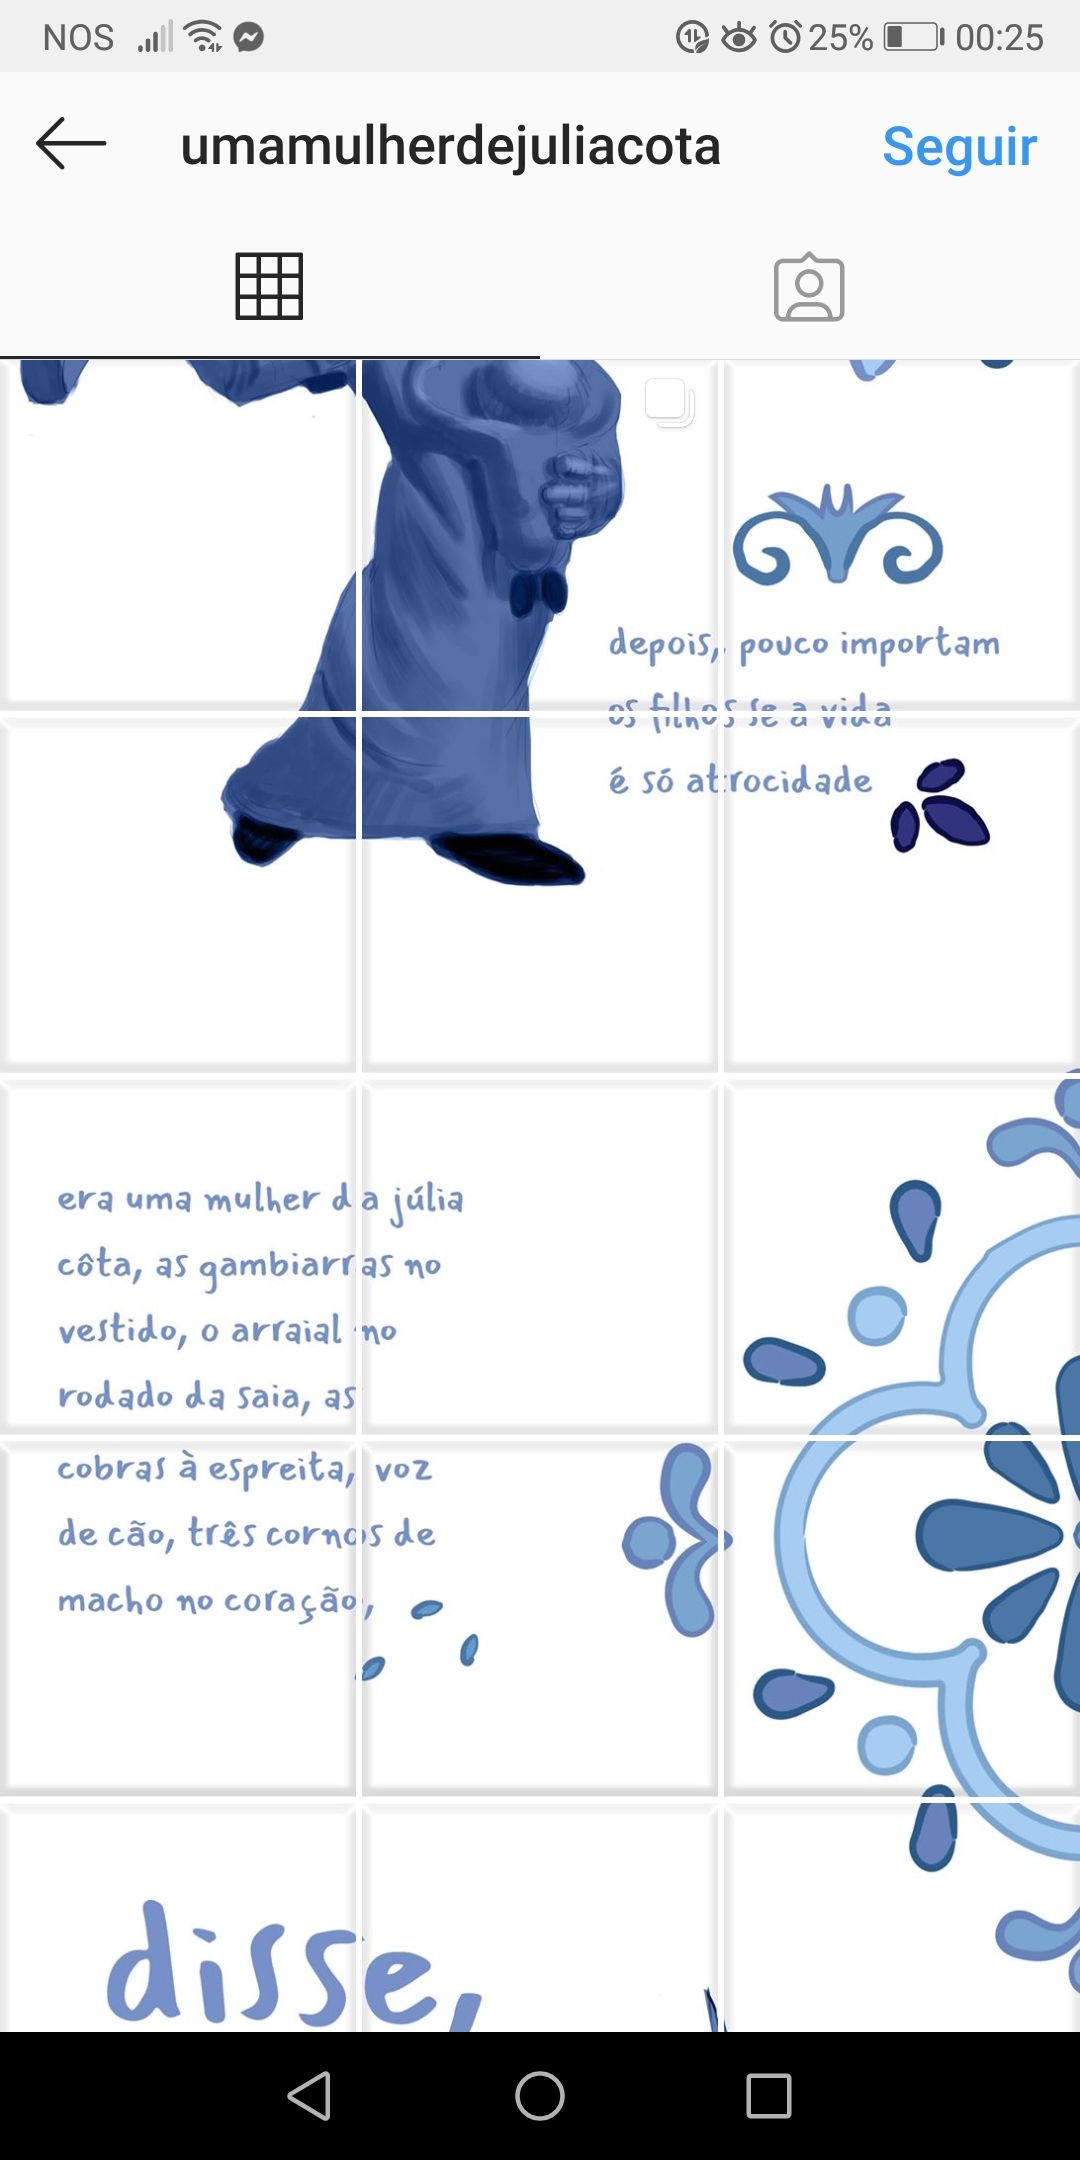 NOS
25%
00:25
umamulherdejuliacota
Seguir
depois, pouco importam
os filhos se a vida
é só atrocidade
era uma mulher da júlia
côta, as gambiarras no
vestido, o arraial no
rodado da saia, as
cobras à espreita, voz
de cão, três cornos de
macho no coração,
disse,